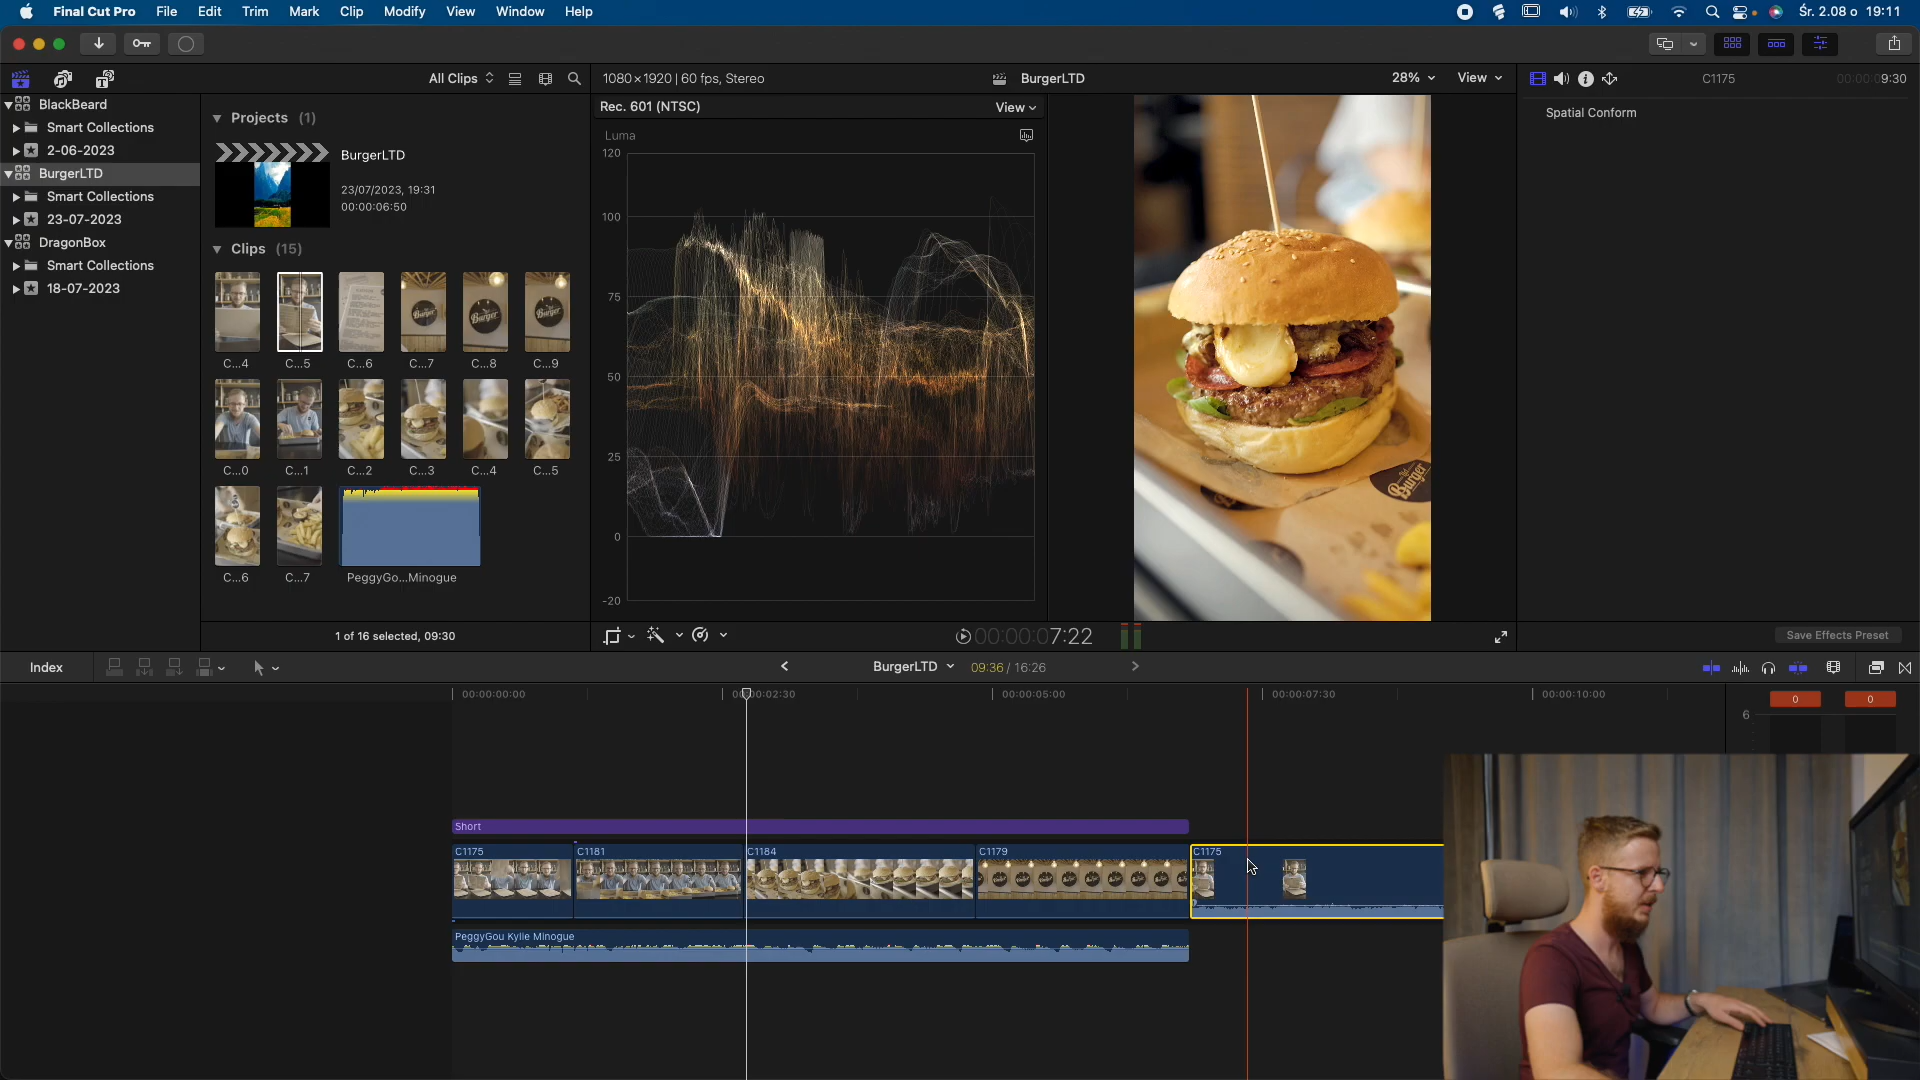 Final Cut Pro File Edit Trim Mark Clip Modify View Window Help
Śr. 2.08 o 19:11
All Clips
1080×1920 | 60 fps, Stereo
BurgerLTD
28%
View
C1175
00:00:09:30
BlackBeard
Smart Collections
2-06-2023
BurgerLTD
Smart Collections
23-07-2023
DragonBox
Smart Collections
18-07-2023
Projects (1)
BurgerLTD
23/07/2023, 19:31
00:00:06:50
Clips (15)
C...4
C...5
C...6
C...7
C...8
C...9
C...0
C...1
C...2
C...3
C...4
C...5
C...6
C...7
PeggyGo...Minogue
1 of 16 selected, 09:30
Rec. 601 (NTSC)
View
Luma
120
100
75
50
25
0
-20
Burger
00:00:07:22
Spatial Conform
Save Effects Preset
Index
BurgerLTD
09:36 / 16:26
00:00:00:00
00:00:02:30
00:00:05:00
00:00:07:30
00:00:10:00
0
0
6
Short
C1175
C1181
C1184
C1179
C1175
PeggyGou Kylie Minogue